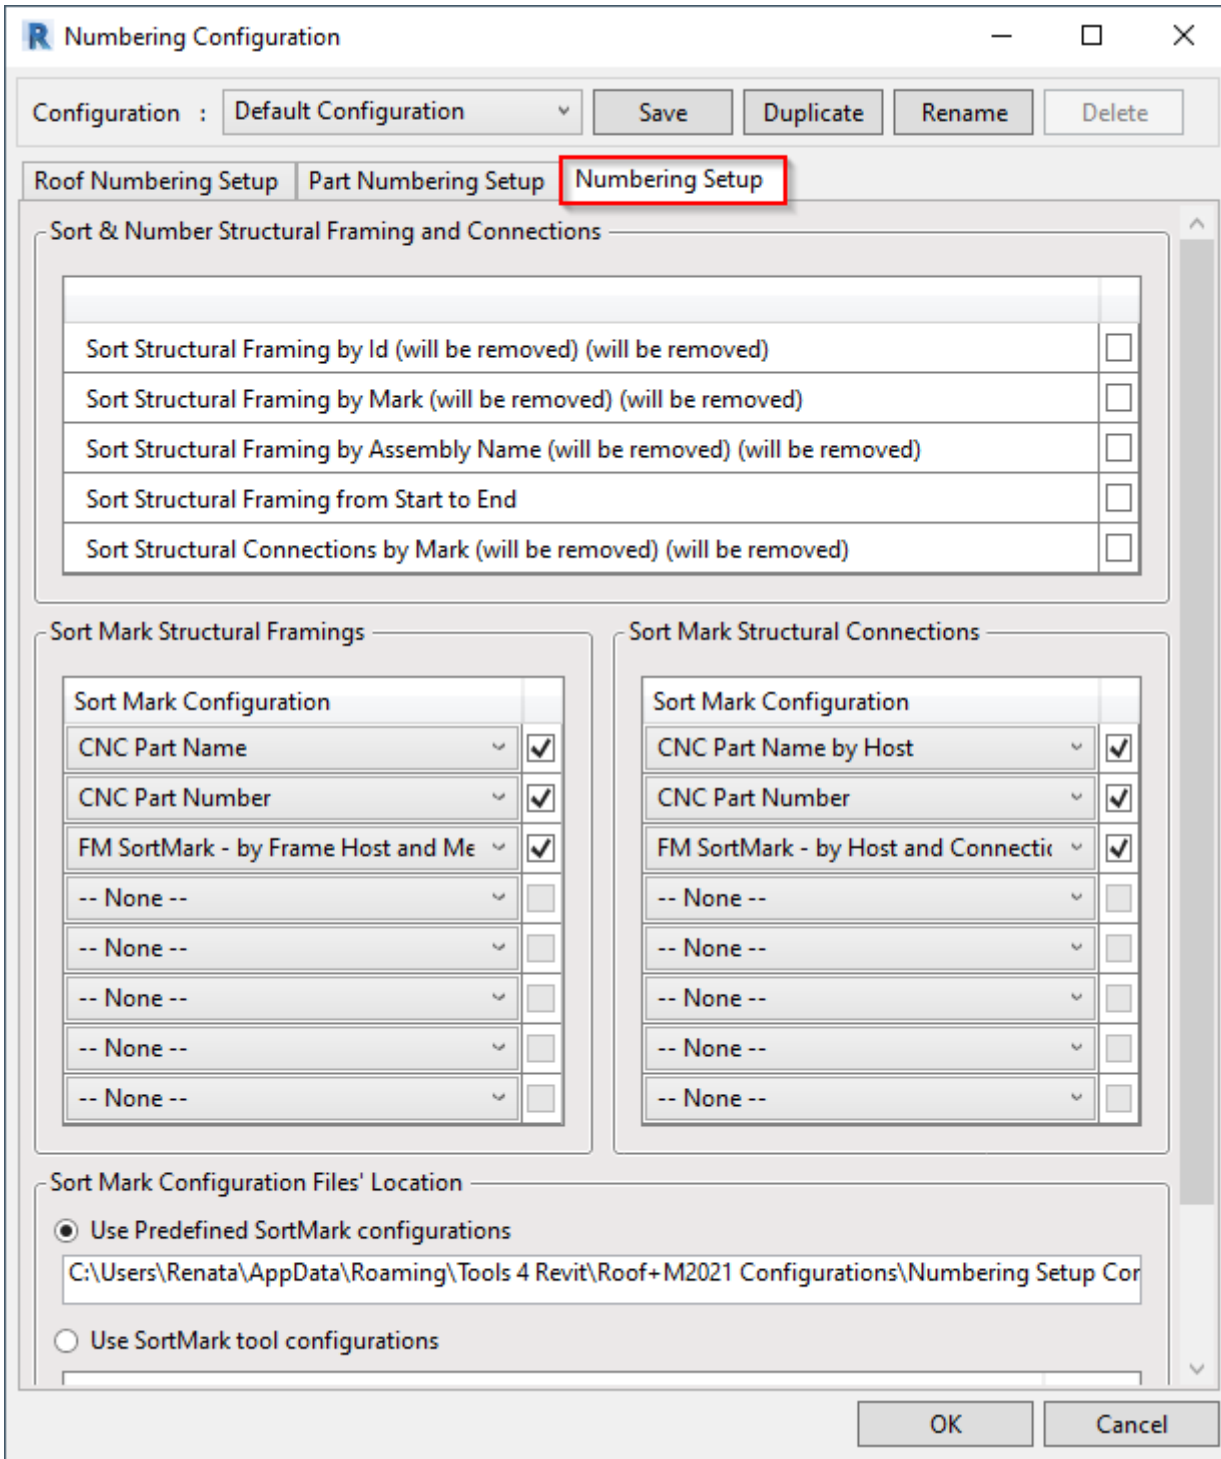 Numbering Configuration
Configuration : Default Configuration Save Duplicate Rename Delete
Roof Numbering Setup Part Numbering Setup Numbering Setup
Sort & Number Structural Framing and Connections
Sort Structural Framing by Id (will be removed) (will be removed)
Sort Structural Framing by Mark (will be removed) (will be removed)
Sort Structural Framing by Assembly Name (will be removed) (will be removed)
Sort Structural Framing from Start to End
Sort Structural Connections by Mark (will be removed) (will be removed)
Sort Mark Structural Framings
Sort Mark Configuration
CNC Part Name
CNC Part Number
FM SortMark - by Frame Host and Me
-- None --
-- None --
-- None --
-- None --
-- None --
Sort Mark Structural Connections
Sort Mark Configuration
CNC Part Name by Host
CNC Part Number
FM SortMark - by Host and Connectic
-- None --
-- None --
-- None --
-- None --
-- None --
Sort Mark Configuration Files' Location
Use Predefined SortMark configurations
C:\Users\Renata\AppData\Roaming\Tools 4 Revit\Roof+M2021 Configurations\Numbering Setup Cor
Use SortMark tool configurations
OK Cancel